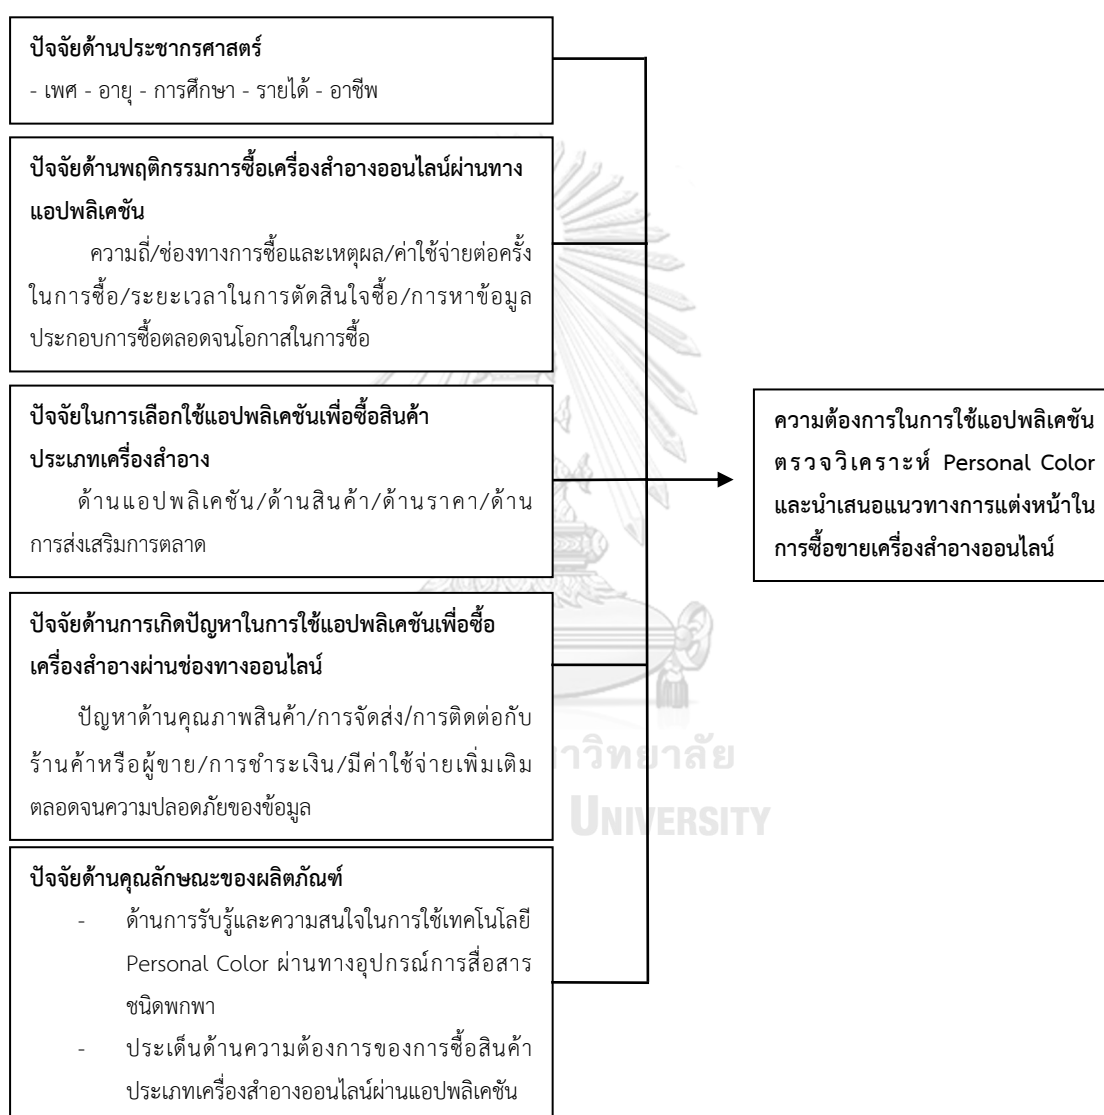 ปัจจัยด้านประชากรศาสตร์
- เพศ - อายุ - การศึกษา - รายได้ - อาชีพ
ปัจจัยด้านพฤติกรรมการซื้อเครื่องสำอางออนไลน์ผ่านทาง
แอปพลิเคชัน
ความถี่/ช่องทางการซื้อและเหตุผล/ค่าใช้จ่ายต่อครั้ง
ในการซื้อ/ระยะเวลาในการตัดสินใจซื้อ/การหาข้อมูล
ประกอบการซื้อตลอดจนโอกาสในการซื้อ
ปัจจัยในการเลือกใช้แอปพลิเคชันเพื่อซื้อสินค้า
ประเภทเครื่องสำอาง
ด้านแอปพลิเคชัน/ด้านสินค้า/ด้านราคา/ด้าน
การส่งเสริมการตลาด
ปัจจัยด้านการเกิดปัญหาในการใช้แอปพลิเคชันเพื่อซื้อ
เครื่องสำอางผ่านช่องทางออนไลน์
ปัญหาด้านคุณภาพสินค้า/การจัดส่ง/การติดต่อกับ
ร้านค้าหรือผู้ขาย/การชำระเงิน/มีค่าใช้จ่ายเพิ่มเติม
ตลอดจนความปลอดภัยของข้อมูล
ปัจจัยด้านคุณลักษณะของผลิตภัณฑ์
- ด้านการรับรู้และความสนใจในการใช้เทคโนโลยี
Personal Color ผ่านทางอุปกรณ์การสื่อสาร
ชนิดพกพา
- ประเด็นด้านความต้องการของการซื้อสินค้า
ประเภทเครื่องสำอางออนไลน์ผ่านแอปพลิเคชัน
ความต้องการในการใช้แอปพลิเคชัน
ตรวจวิเคราะห์ Personal Color
และนำเสนอแนวทางการแต่งหน้าใน
การซื้อขายเครื่องสำอางออนไลน์
าวิทยาลัย
UNIVERSITY